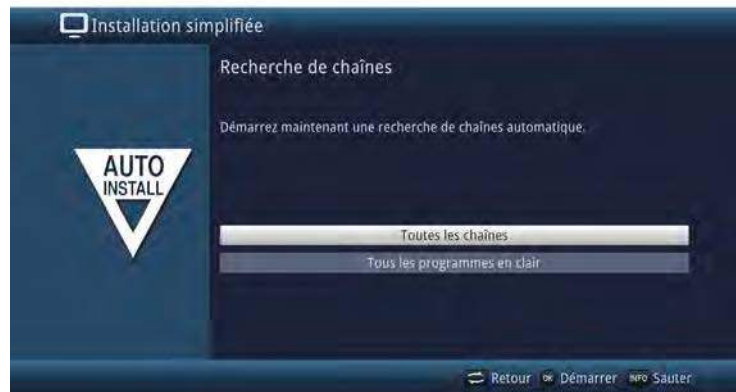 Installation simplifiée
Recherche de chaînes
Démarrez maintenant une recherche de chaînes automatique.
AUTO
INSTALL
Toutes les chaînes
Tous les programmes en clair
Retour OK Démarrer INFO Sauter